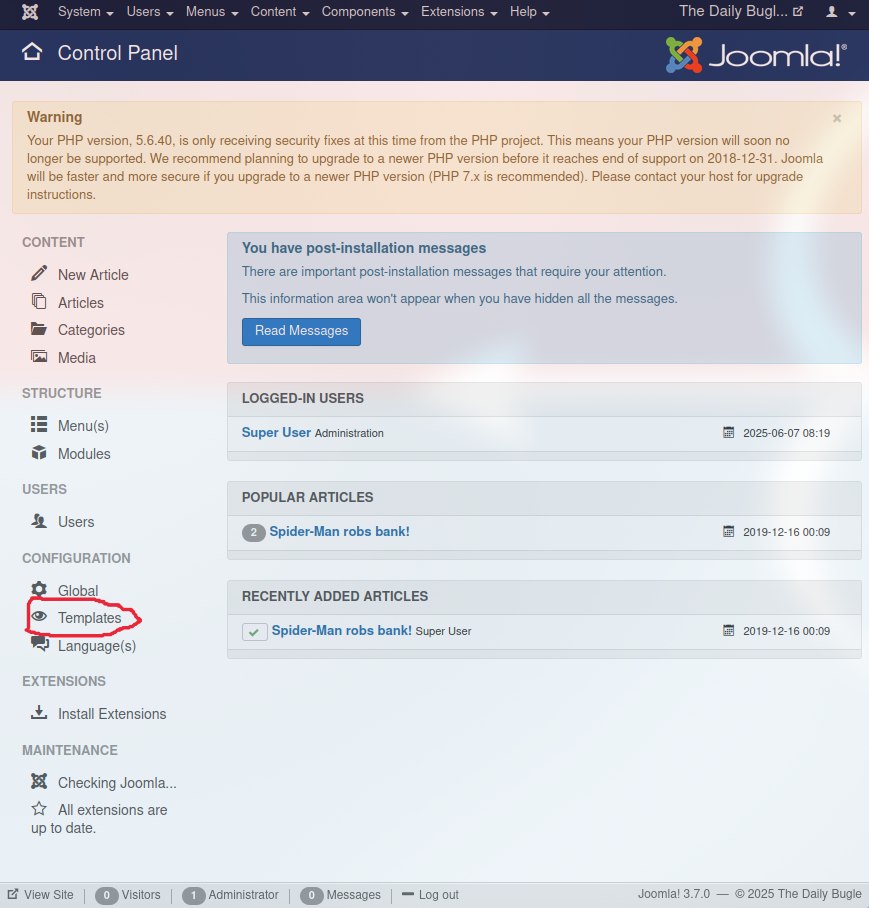 System Users Menus Content Components Extensions Help The Daily Bugl...
Control Panel Joomla!®
Warning ×
Your PHP version, 5.6.40, is only receiving security fixes at this time from the PHP project. This means your PHP version will soon no
longer be supported. We recommend planning to upgrade to a newer PHP version before it reaches end of support on 2018-12-31. Joomla
will be faster and more secure if you upgrade to a newer PHP version (PHP 7.x is recommended). Please contact your host for upgrade
instructions.
CONTENT
New Article
Articles
Categories
Media
STRUCTURE
Menu(s)
Modules
USERS
Users
CONFIGURATION
Global
Templates
Language(s)
EXTENSIONS
Install Extensions
MAINTENANCE
Checking Joomla...
All extensions are
up to date.
You have post-installation messages
There are important post-installation messages that require your attention.
This information area won't appear when you have hidden all the messages.
Read Messages
LOGGED-IN USERS
Super User Administration 2025-06-07 08:19
POPULAR ARTICLES
2 Spider-Man robs bank! 2019-12-16 00:09
RECENTLY ADDED ARTICLES
Spider-Man robs bank! Super User 2019-12-16 00:09
View Site 0 Visitors 1 Administrator 0 Messages Log out Joomla! 3.7.0 — © 2025 The Daily Bugle